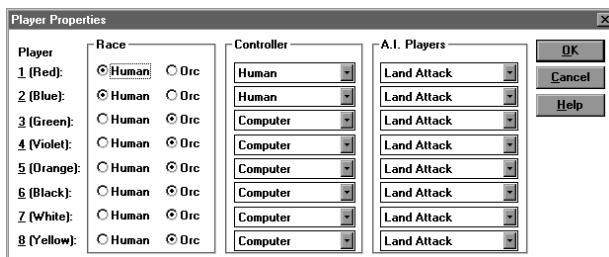 Player Properties
Player Race Controller A.I. Players
1 (Red): Human Orc Human Land Attack
2 (Blue): Human Orc Human Land Attack
3 (Green): Human Orc Computer Land Attack
4 (Violet): Human Orc Computer Land Attack
5 (Orange): Human Orc Computer Land Attack
6 (Black): Human Orc Computer Land Attack
7 (White): Human Orc Computer Land Attack
8 (Yellow): Human Orc Computer Land Attack
OK
Cancel
Help